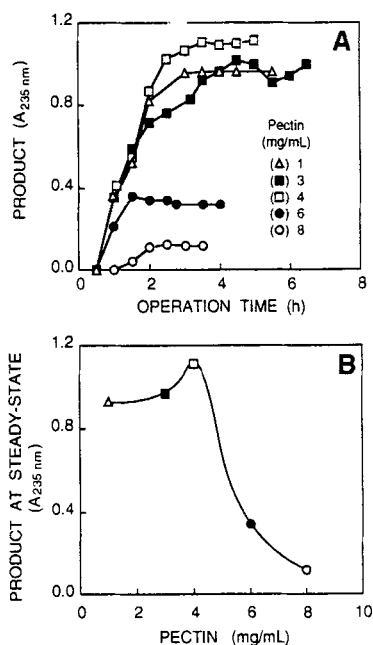 A
1.2
0.8
0.4
0.0
PRODUCT (A235 nm)
Pectin
(mg/mL)
(△) 1
(■) 3
(□) 4
(●) 6
(○) 8
0 2 4 6 8
OPERATION TIME (h)
B
1.2
0.8
0.4
0.0
PRODUCT AT STEADY-STATE
(A235 nm)
0 2 4 6 8 10
PECTIN (mg/mL)